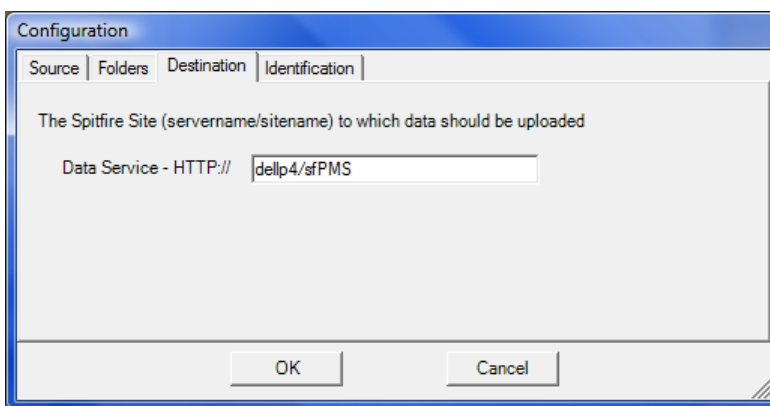 Configuration
Source Folders Destination Identification
The Spitfire Site (servername/sitename) to which data should be uploaded
Data Service - HTTP:// dellp4/sfPMS
OK Cancel